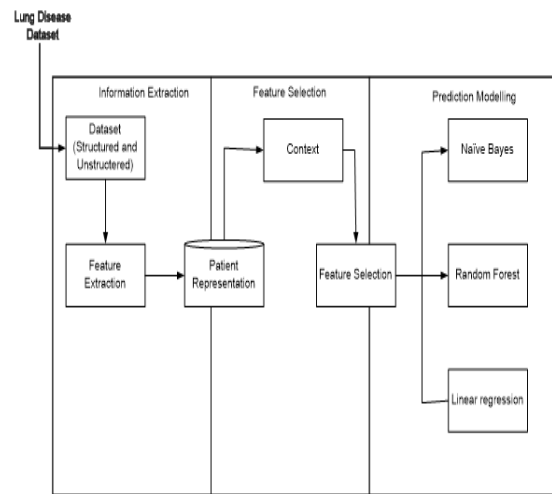 Lung Disease
Dataset
Information Extraction
Feature Selection
Prediction Modelling
Dataset
(Structured and
Unstructered)
Context
Naïve Bayes
Feature
Extraction
Patient
Representation
Feature Selection
Random Forest
Linear regression